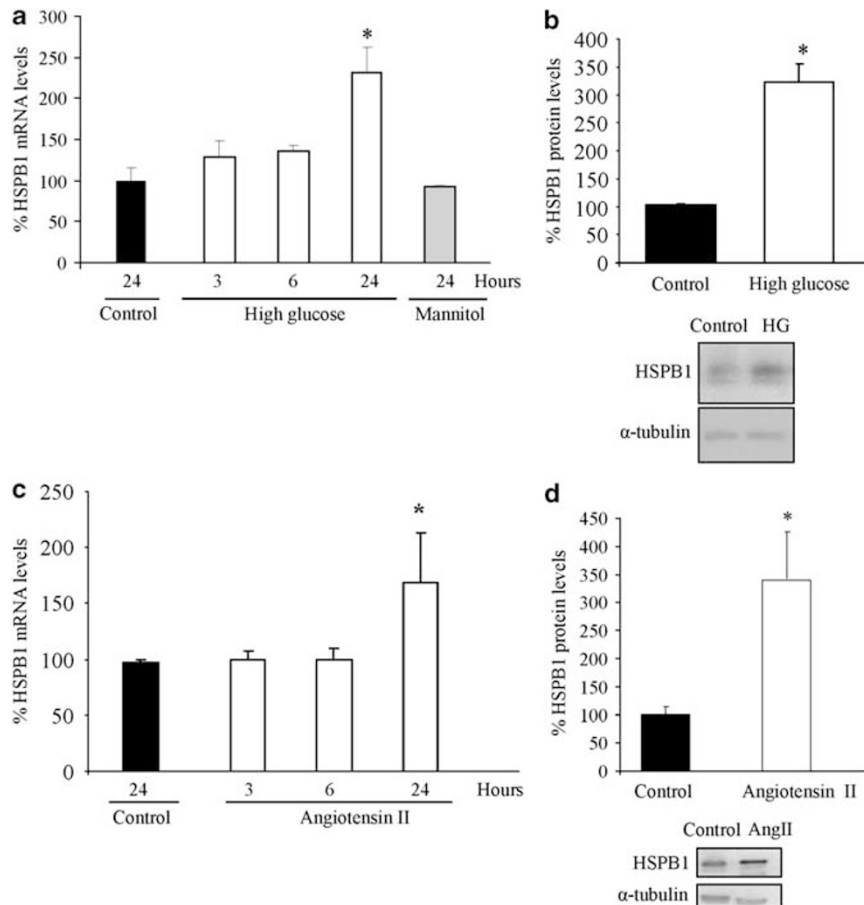 a
% HSPB1 mRNA levels
300
250
200
150
100
50
0
*
24 3 6 24 24 Hours
Control High glucose Mannitol
b
% HSPB1 protein levels
400
350
300
250
200
150
100
50
0
*
Control High glucose
Control HG
HSPB1
α-tubulin
c
% HSPB1 mRNA levels
250
200
150
100
50
0
*
24 3 6 24 Hours
Control Angiotensin II
d
% HSPB1 protein levels
450
400
350
300
250
200
150
100
50
0
*
Control Angiotensin II
Control AngII
HSPB1
α-tubulin